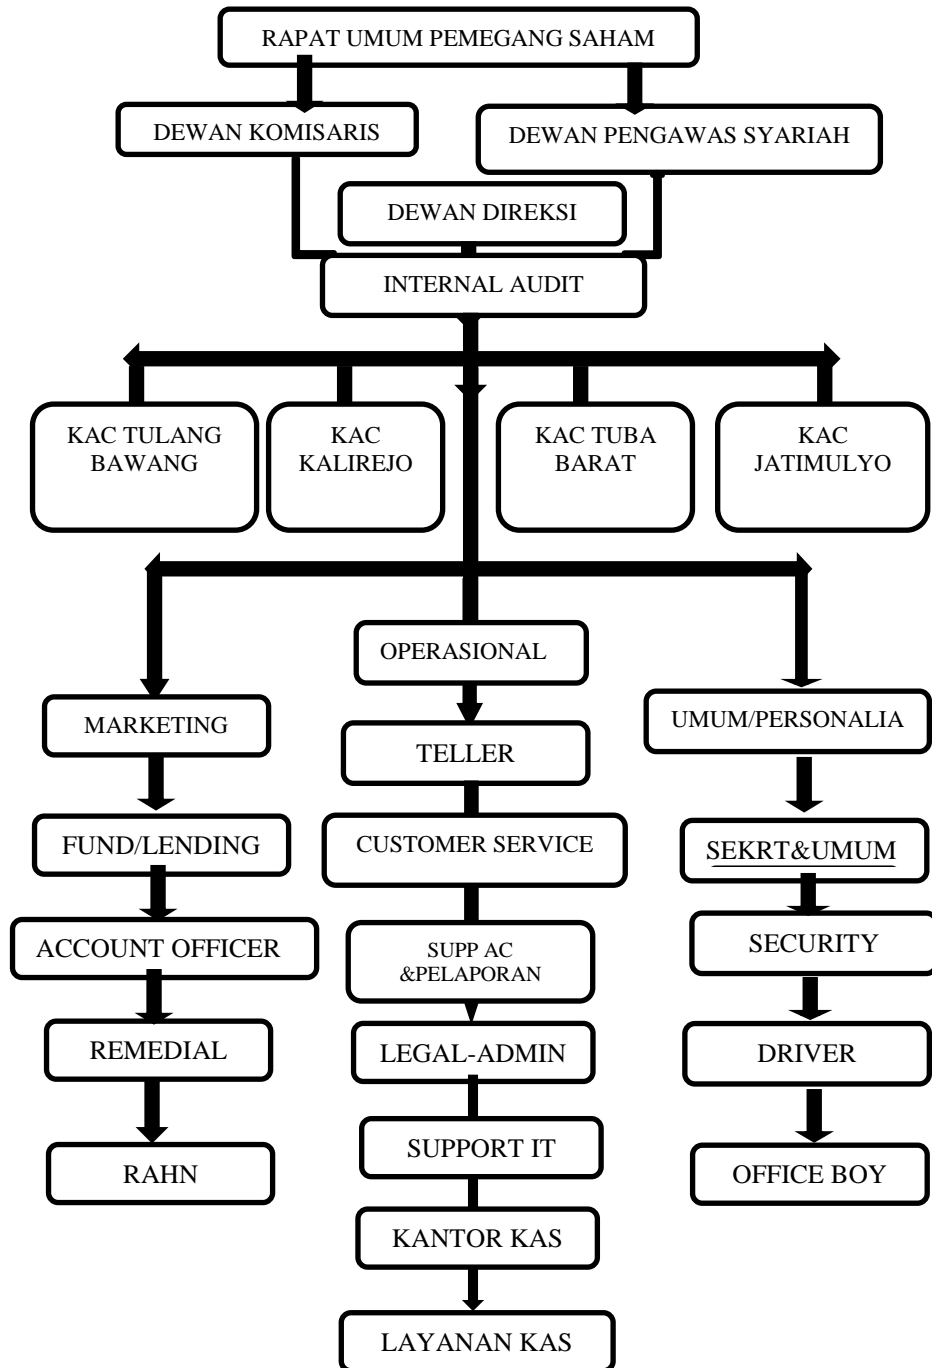 RAPAT UMUM PEMEGANG SAHAM
DEWAN KOMISARIS
DEWAN PENGAWAS SYARIAH
DEWAN DIREKSI
INTERNAL AUDIT
KAC TULANG
BAWANG
KAC
KALIREJO
KAC TUBA
BARAT
KAC
JATIMULYO
OPERASIONAL
MARKETING
UMUM/PERSONALIA
TELLER
FUND/LENDING
CUSTOMER SERVICE
SEKRT&UMUM
ACCOUNT OFFICER
SUPP AC
&PELAPORAN
SECURITY
REMEDIAL
LEGAL-ADMIN
DRIVER
SUPPORT IT
RAHN
OFFICE BOY
KANTOR KAS
LAYANAN KAS